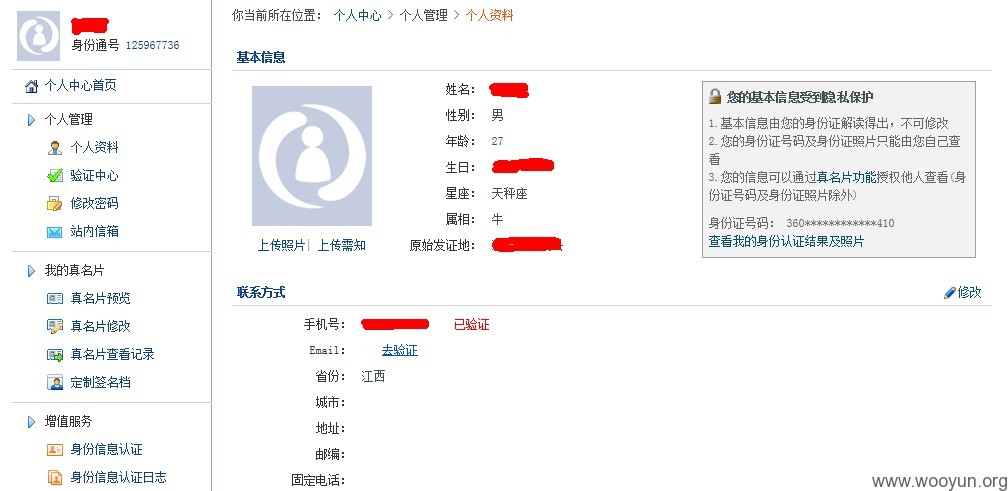 身份通号 125967736
个人中心首页
个人管理
个人资料
验证中心
修改密码
站内信箱
我的真名片
真名片预览
真名片修改
真名片查看记录
定制签名档
增值服务
身份信息认证
身份信息认证日志
你当前所在位置： 个人中心 > 个人管理 > 个人资料
基本信息
上传照片| 上传需知
姓名：
性别： 男
年龄： 27
生日：
星座： 天秤座
属相： 牛
原始发证地：
您的基本信息受到隐私保护
1.基本信息由您的身份证解读得出，不可修改
2.您的身份证号码及身份证照片只能由您自己查
看
3.您的信息可以通过真名片功能授权他人查看(身
份证号码及身份证照片除外)
身份证号码： 360************410
查看我的身份认证结果及照片
联系方式
修改
手机号： 已验证
Email： 去验证
省份： 江西
城市：
地址：
邮编：
固定电话：
www.wooyun.org